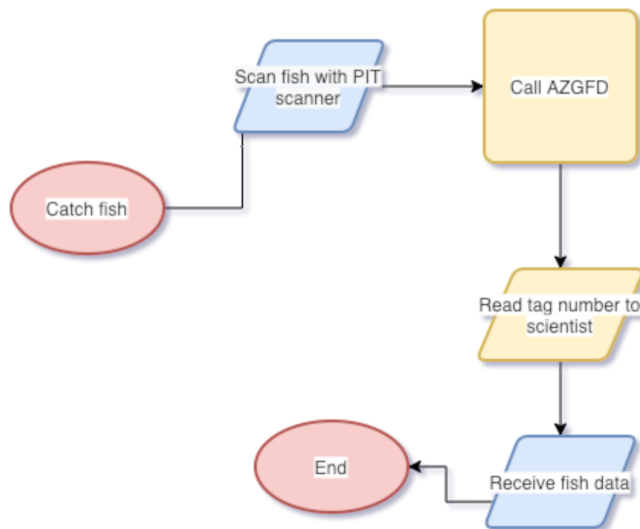 Catch fish
Scan fish with PIT
scanner
Call AZGFD
Read tag number to
scientist
Receive fish data
End